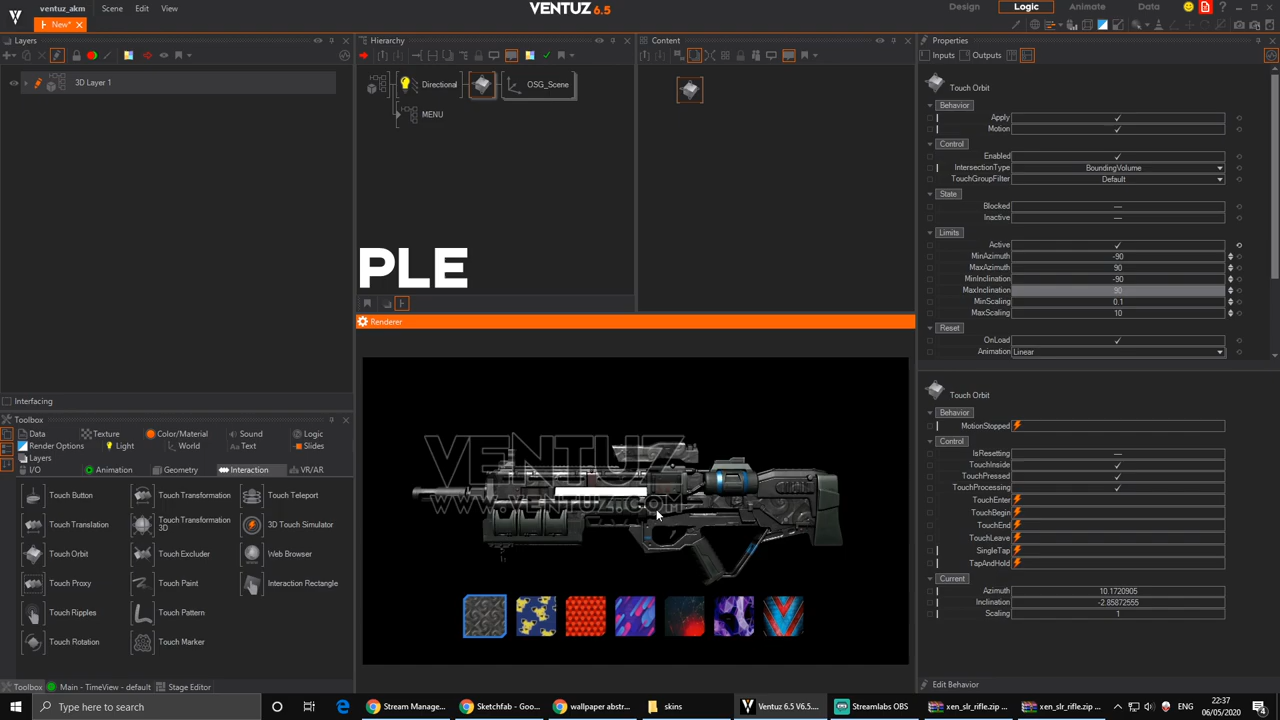 ventuz_akm Scene Edit View
VENTUZ 6.5
Design Logic Animate Data
New*
Layers
3D Layer 1
Interfacing
Hierarchy
Directional
OSG_Scene
MENU
PLE
Content
Renderer
VENTUZ
WWW.VENTUZ.COM
Toolbox
Data Texture Color/Material Sound Logic
Render Options Light World Text Slides
Layers
I/O Animation Geometry Interaction VR/AR
Touch Button Touch Transformation Touch Teleport
Touch Translation Touch Transformation 3D 3D Touch Simulator
Touch Orbit Touch Excluder Web Browser
Touch Proxy Touch Paint Interaction Rectangle
Touch Ripples Touch Pattern
Touch Rotation Touch Marker
Toolbox Main - TimeView - default Stage Editor
Properties
Inputs Outputs
Touch Orbit
Behavior
Apply ✓
Motion ✓
Control
Enabled ✓
IntersectionType BoundingVolume
TouchGroupFilter Default
State
Blocked —
Inactive —
Limits
Active ✓
MinAzimuth -90
MaxAzimuth 90
MinInclination -90
MaxInclination 90
MinScaling 0.1
MaxScaling 10
Reset
OnLoad ✓
Animation Linear
Touch Orbit
Behavior
MotionStopped
Control
IsResetting —
TouchInside ✓
TouchPressed ✓
TouchProcessing ✓
TouchEnter
TouchBegin
TouchEnd
TouchLeave
SingleTap
TapAndHold
Current
Azimuth 10.1720905
Inclination -2.85872555
Scaling 1
Edit Behavior
Type here to search
Stream Manage... Sketchfab - Goo... wallpaper abstr... skins Ventuz 6.5 V6.5.... Streamlabs OBS xen_slr_rifle.zip ... xen_slr_rifle.zip ...
22:37
06/05/2020